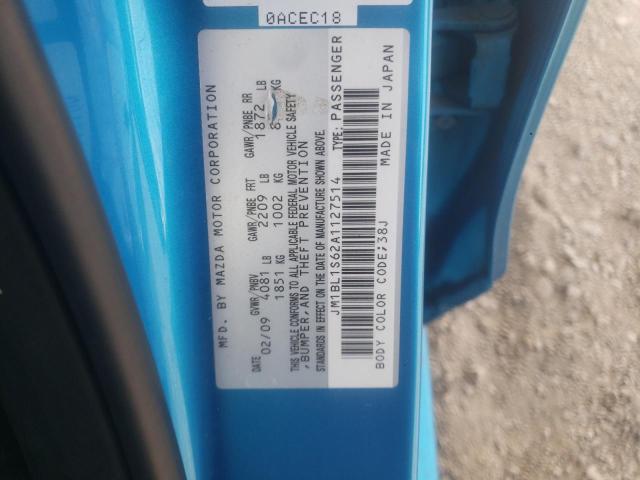 0ACEC18
MFD. BY MAZDA MOTOR CORPORATION
DATE GVWR/PNBV GAWR/PNBE FRT GAWR/PNBE RR
02/09 4081 LB 2209 LB 1872 LB
1851 KG 1002 KG 8 KG
THIS VEHICLE CONFORMS TO ALL APPLICABLE FEDERAL MOTOR VEHICLE SAFETY
,BUMPER,AND THEFT PREVENTION
STANDARDS IN EFFECT ON THE DATE OF MANUFACTURE SHOWN ABOVE.
JM1BL1S62A1127514 TYPE: PASSENGER
BODY COLOR CODE;38J MADE IN JAPAN